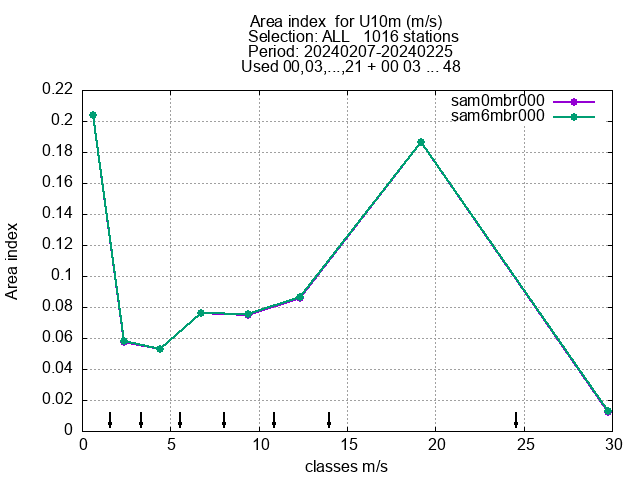 Area index  for U10m (m/s)
Selection: ALL   1016 stations
Period: 20240207-20240225
Used 00,03,...,21 + 00 03 ... 48
sam0mbr000
sam6mbr000
0.22
0.2
0.18
0.16
0.14
0.12
0.1
0.08
0.06
0.04
0.02
0
Area index
0 5 10 15 20 25 30
classes m/s